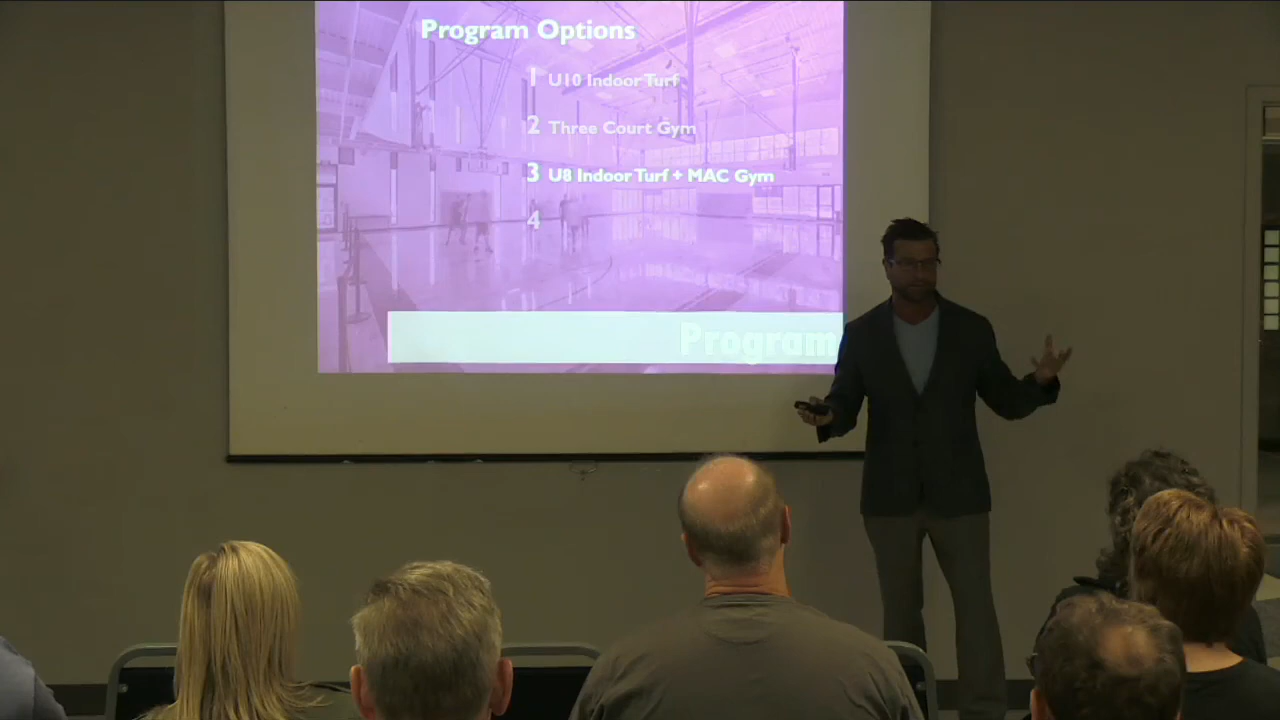 Program Options
1 U10 Indoor Turf
2 Three Court Gym
3 U8 Indoor Turf + MAC Gym
4
Program